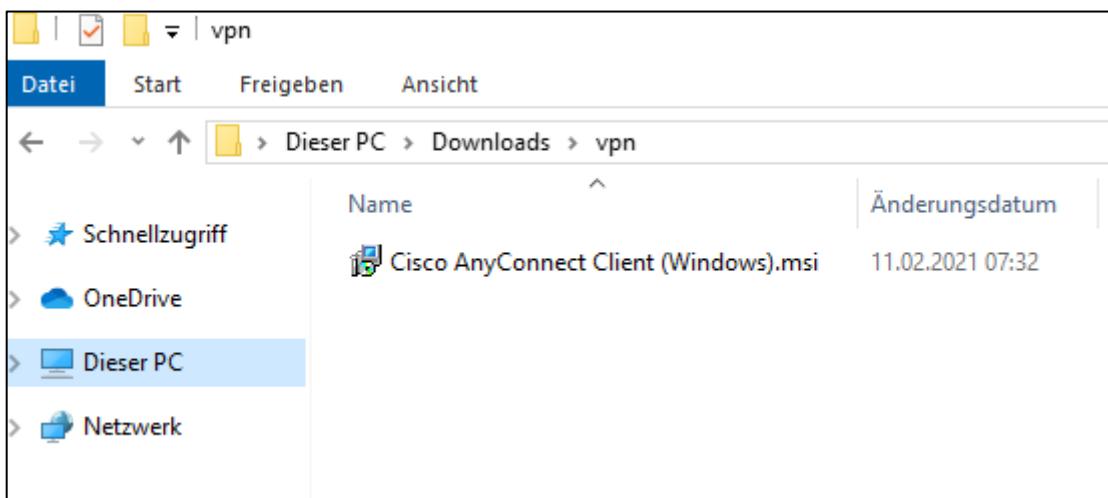 vpn
Datei Start Freigeben Ansicht
Dieser PC > Downloads > vpn
Name Änderungsdatum
Schnellzugriff
Cisco AnyConnect Client (Windows).msi 11.02.2021 07:32
OneDrive
Dieser PC
Netzwerk